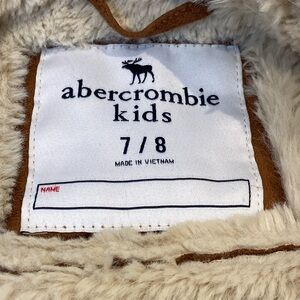 abercrombie
kids
7/8
MADE IN VIETNAM
NAME